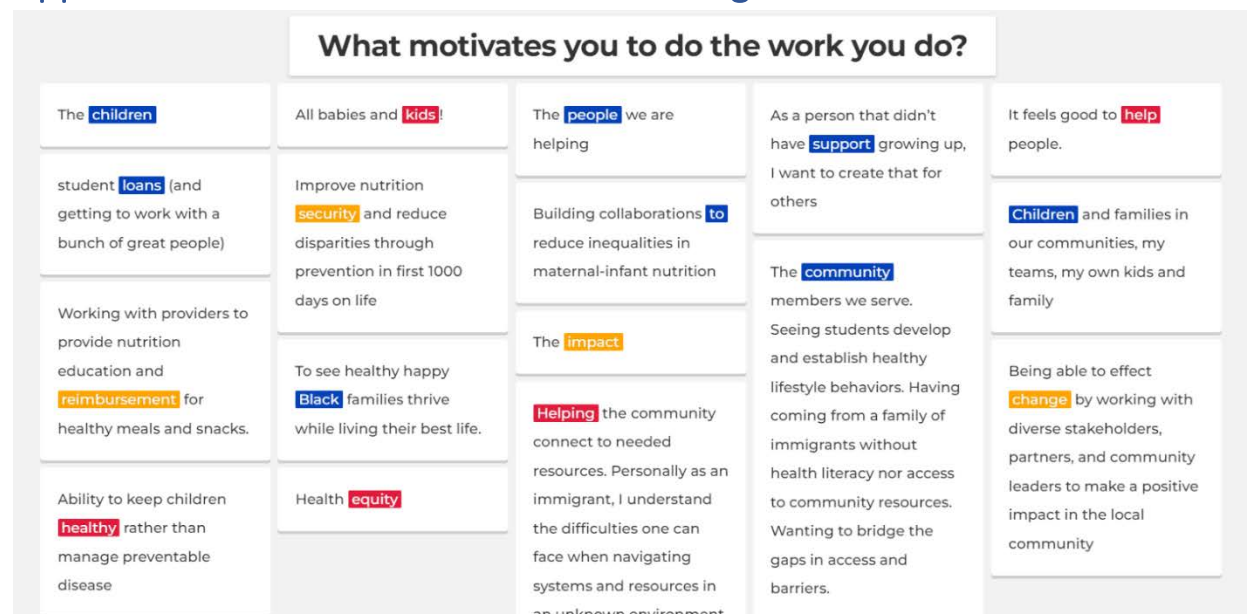 What motivates you to do the work you do?
The children
student loans (and
getting to work with a
bunch of great people)
Working with providers to
provide nutrition
education and
reimbursement for
healthy meals and snacks.
Ability to keep children
healthy rather than
manage preventable
disease
All babies and kids!
Improve nutrition
security and reduce
disparities through
prevention in first 1000
days on life
To see healthy happy
Black families thrive
while living their best life.
Health equity
The people we are
helping
Building collaborations to
reduce inequalities in
maternal-infant nutrition
The impact
Helping the community
connect to needed
resources. Personally as an
immigrant, I understand
the difficulties one can
face when navigating
systems and resources in
an unknown environment
As a person that didn't
have support growing up,
I want to create that for
others
The community
members we serve.
Seeing students develop
and establish healthy
lifestyle behaviors. Having
coming from a family of
immigrants without
health literacy nor access
to community resources.
Wanting to bridge the
gaps in access and
barriers.
It feels good to help
people.
Children and families in
our communities, my
teams, my own kids and
family
Being able to effect
change by working with
diverse stakeholders,
partners, and community
leaders to make a positive
impact in the local
community